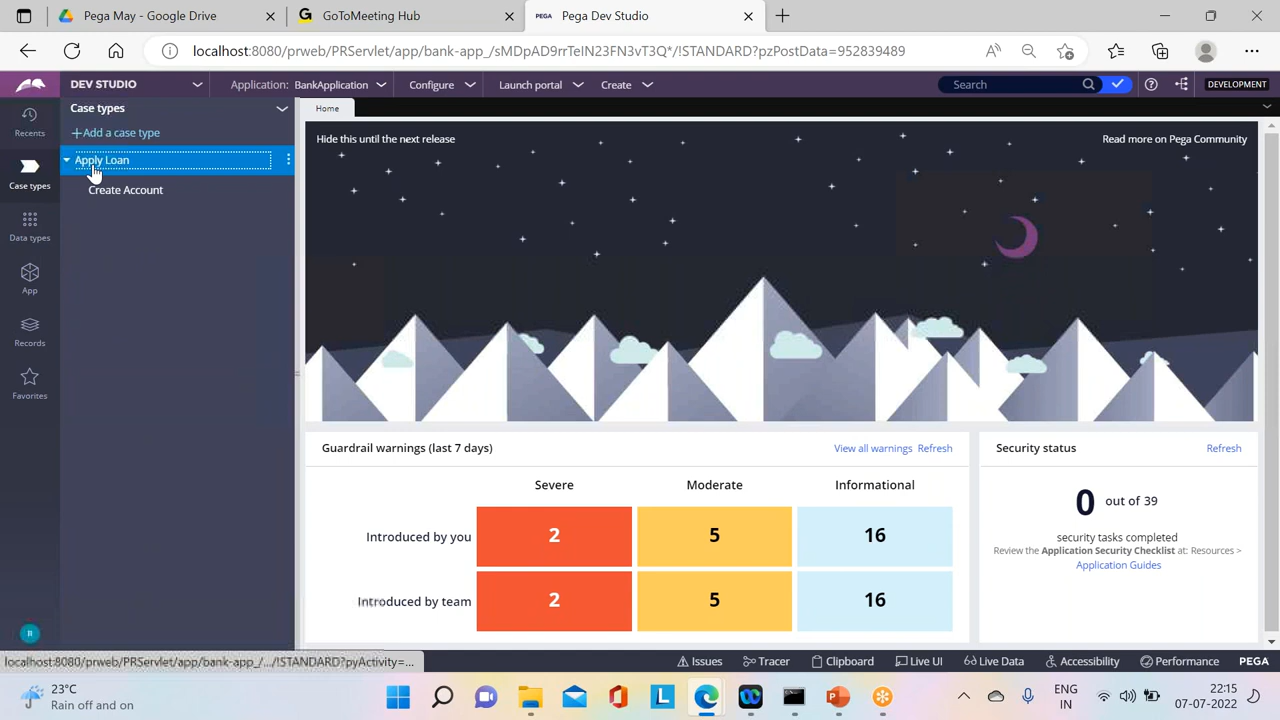 Pega May - Google Drive
GoToMeeting Hub
PEGA Pega Dev Studio
localhost:8080/prweb/PRServlet/app/bank-app_/sMDpAD9rrTeIN23FN3vT3Q*/!STANDARD?pzPostData=952839489
DEV STUDIO
Application: BankApplication
Configure
Launch portal
Create
Search
DEVELOPMENT
Recents
Case types
Data types
App
Records
Favorites
Case types
+Add a case type
Apply Loan
Create Account
Home
Hide this until the next release
Read more on Pega Community
Guardrail warnings (last 7 days)
View all warnings Refresh
Severe Moderate Informational
Introduced by you 2 5 16
Introduced by team 2 5 16
Security status
Refresh
0 out of 39
security tasks completed
Review the Application Security Checklist at: Resources >
Application Guides
localhost:8080/prweb/PRServlet/app/bank-app_/.../!STANDARD?pyActivity=...
Issues
Tracer
Clipboard
Live UI
Live Data
Accessibility
Performance
PEGA
23°C
Rain off and on
ENG
IN
22:15
07-07-2022